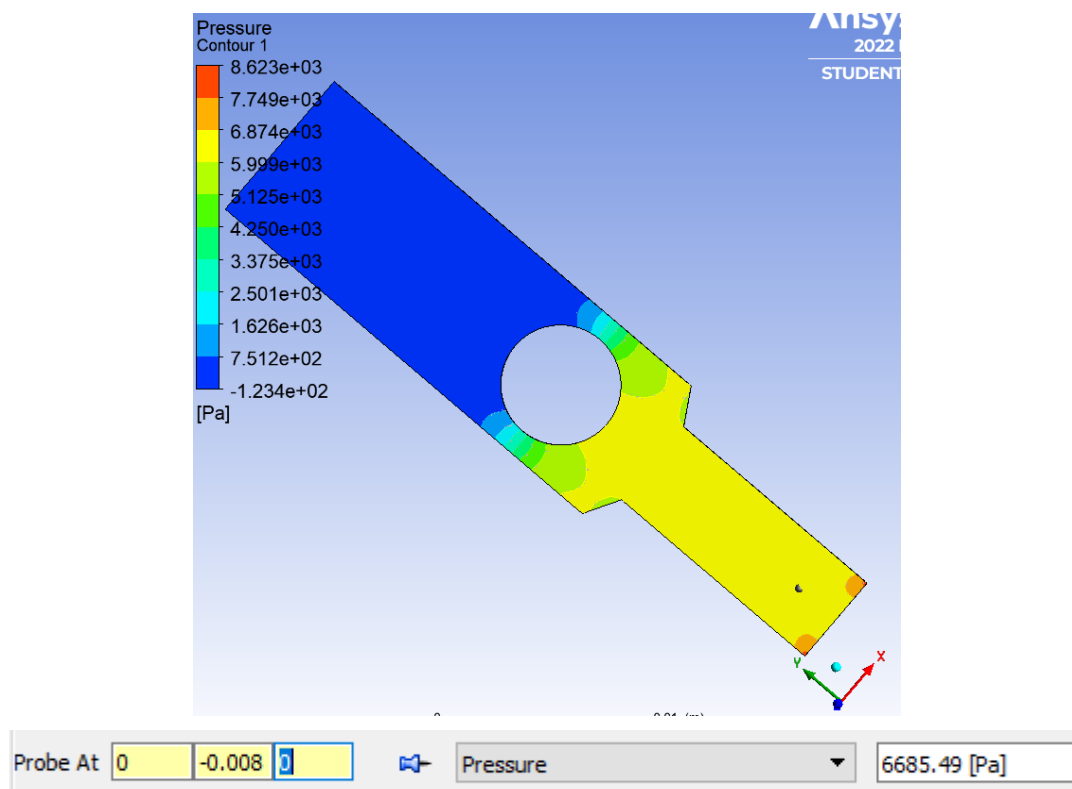 Pressure
Contour 1
8.623e+03
7.749e+03
6.874e+03
5.999e+03
5.125e+03
4.250e+03
3.375e+03
2.501e+03
1.626e+03
7.512e+02
-1.234e+02
[Pa]
2022
STUDENT
Y
X
(m)
Probe At 0 -0.008 0 Pressure 6685.49 [Pa]